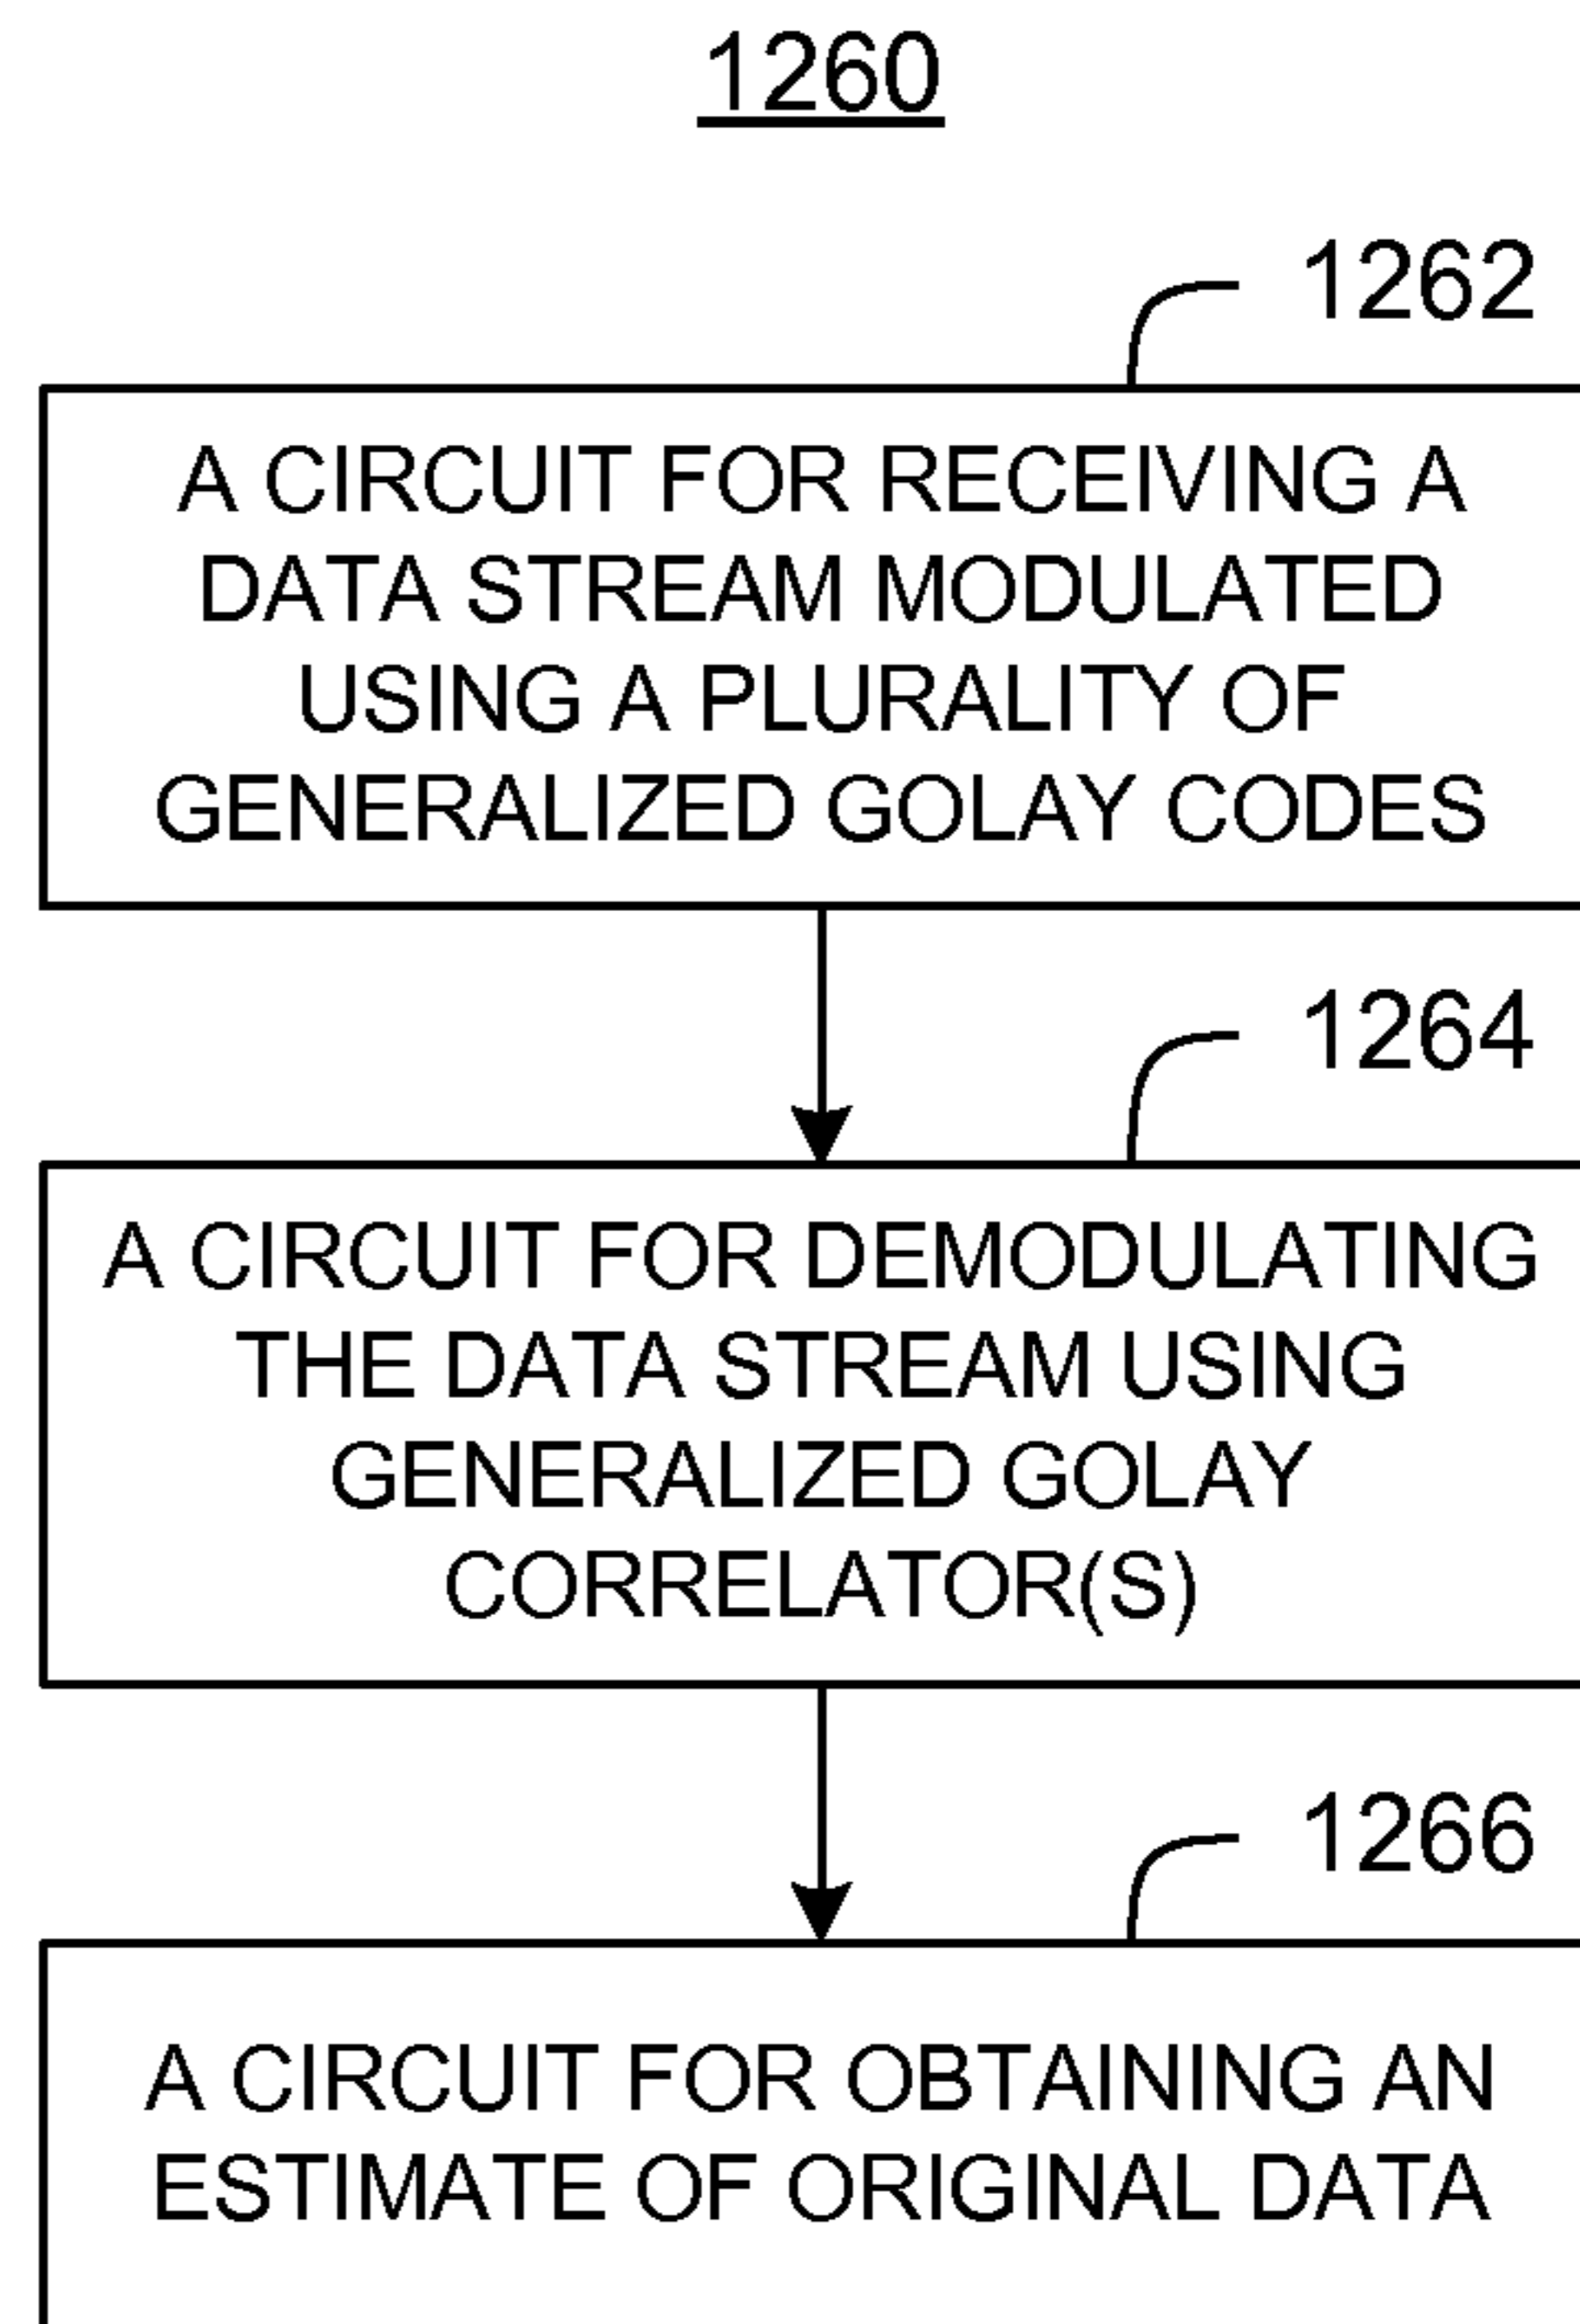 1260
1262
A CIRCUIT FOR RECEIVING A
DATA STREAM MODULATED
USING A PLURALITY OF
GENERALIZED GOLAY CODES
1264
A CIRCUIT FOR DEMODULATING
THE DATA STREAM USING
GENERALIZED GOLAY
CORRELATOR(S)
1266
A CIRCUIT FOR OBTAINING AN
ESTIMATE OF ORIGINAL DATA